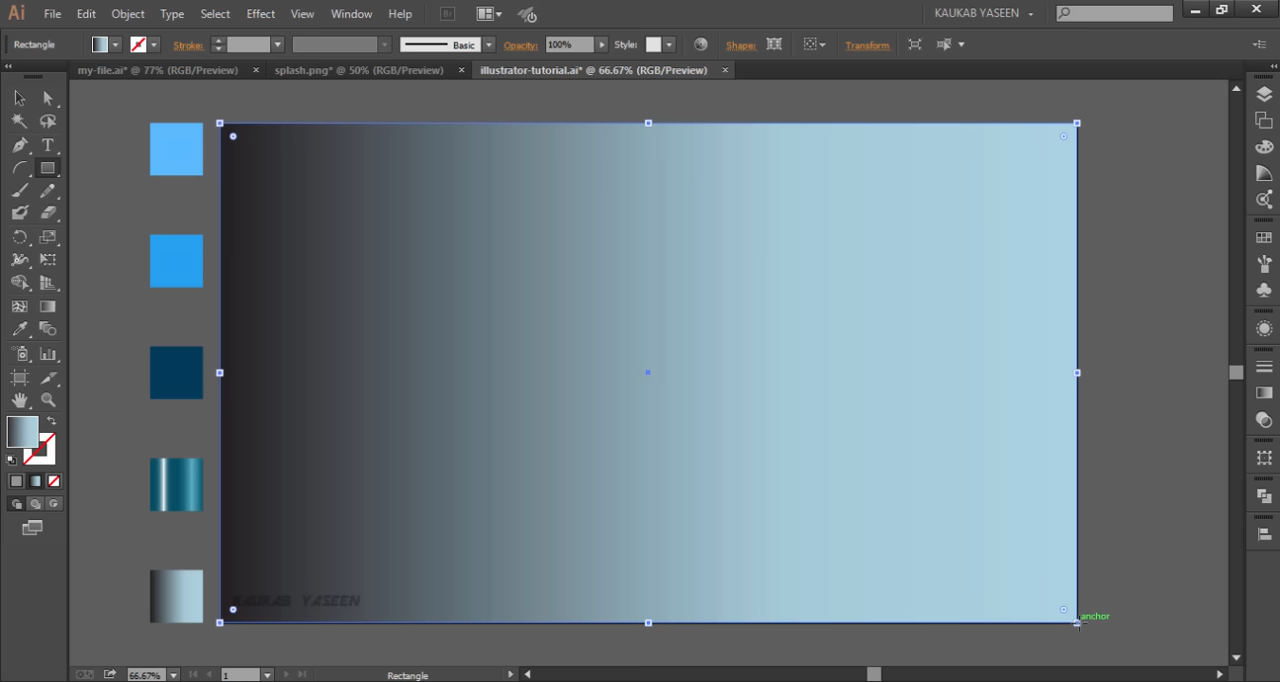 Ai File Edit Object Type Select Effect View Window Help Br KAUKAB YASEEN
Rectangle Stroke: Basic Opacity: 100% Style: Shape: Transform
my-file.ai* @ 77% (RGB/Preview) × splash.png* @ 50% (RGB/Preview) × illustrator-tutorial.ai* @ 66.67% (RGB/Preview) ×
KAUKAB YASEEN
anchor
66.67% 1 Rectangle